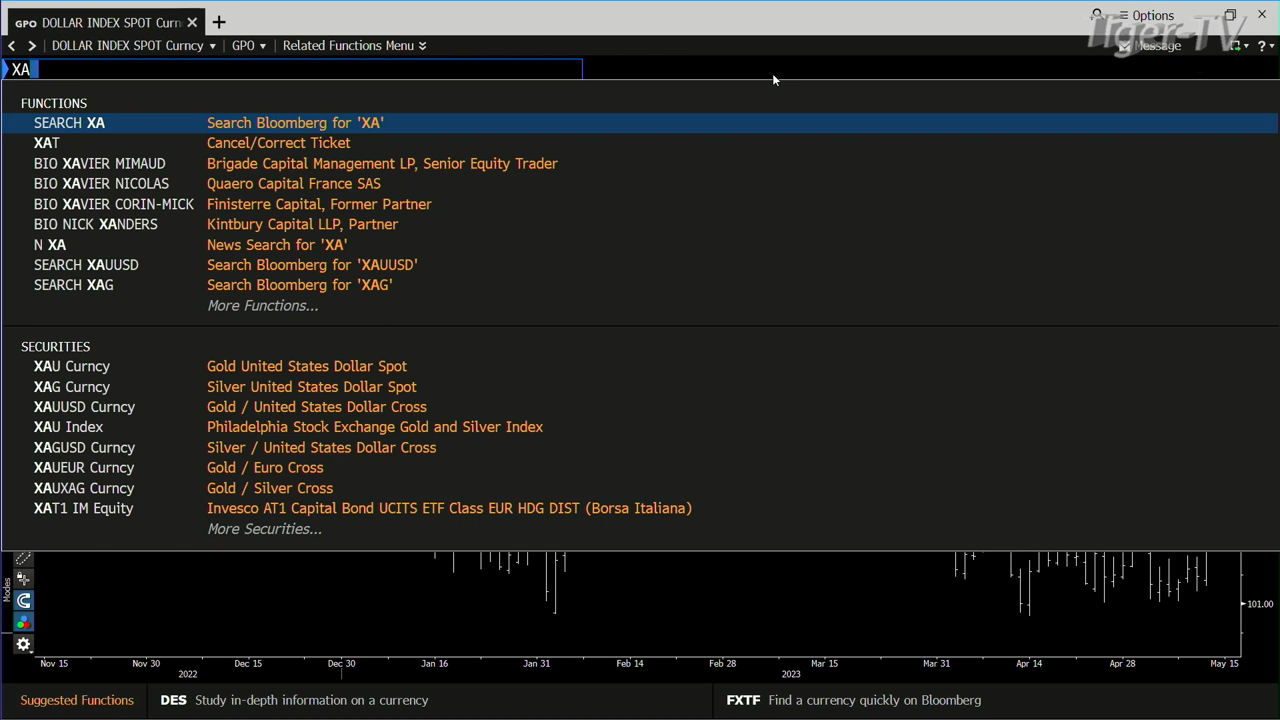 GPO DOLLAR INDEX SPOT Curn
Options
Tiger-TV
DOLLAR INDEX SPOT Curncy GPO Related Functions Menu
Message
?
XA
FUNCTIONS
SEARCH XA Search Bloomberg for 'XA'
XAT Cancel/Correct Ticket
BIO XAVIER MIMAUD Brigade Capital Management LP, Senior Equity Trader
BIO XAVIER NICOLAS Quaero Capital France SAS
BIO XAVIER CORIN-MICK Finisterre Capital, Former Partner
BIO NICK XANDERS Kintbury Capital LLP, Partner
N XA News Search for 'XA'
SEARCH XAUUSD Search Bloomberg for 'XAUUSD'
SEARCH XAG Search Bloomberg for 'XAG'
More Functions...
SECURITIES
XAU Curncy Gold United States Dollar Spot
XAG Curncy Silver United States Dollar Spot
XAUUSD Curncy Gold / United States Dollar Cross
XAU Index Philadelphia Stock Exchange Gold and Silver Index
XAGUSD Curncy Silver / United States Dollar Cross
XAUEUR Curncy Gold / Euro Cross
XAUXAG Curncy Gold / Silver Cross
XAT1 IM Equity Invesco AT1 Capital Bond UCITS ETF Class EUR HDG DIST (Borsa Italiana)
More Securities...
Modes
101.00
Nov 15 Nov 30 Dec 15 Dec 30 Jan 16 Jan 31 Feb 14 Feb 28 Mar 15 Mar 31 Apr 14 Apr 28 May 15
2022 2023
Suggested Functions DES Study in-depth information on a currency FXTF Find a currency quickly on Bloomberg